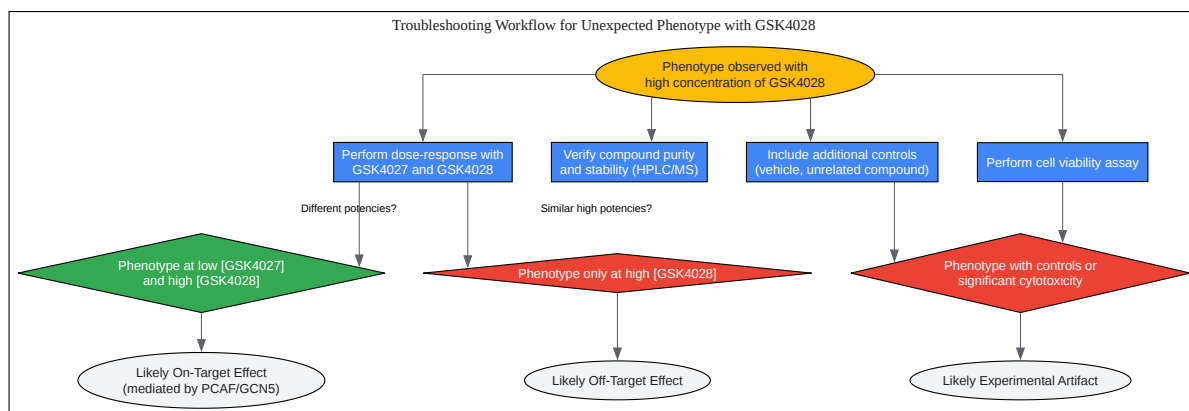 Troubleshooting Workflow for Unexpected Phenotype with GSK4028
Phenotype observed with
high concentration of GSK4028
Perform dose-response with
GSK4027 and GSK4028
Verify compound purity
and stability (HPLC/MS)
Include additional controls
(vehicle, unrelated compound)
Perform cell viability assay
Different potencies?
Similar high potencies?
Phenotype at low [GSK4027]
and high [GSK4028]
Phenotype only at high [GSK4028]
Phenotype with controls or
significant cytotoxicity
Likely On-Target Effect
(mediated by PCAF/GCN5)
Likely Off-Target Effect
Likely Experimental Artifact